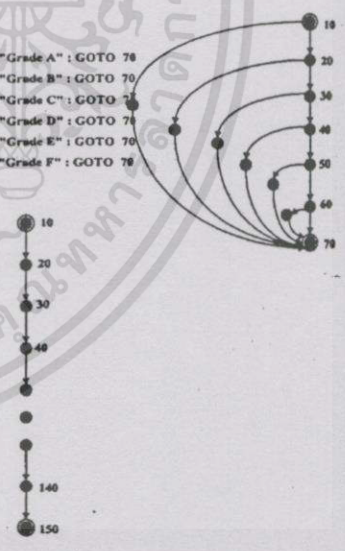 "Grade A" : GOTO 70
"Grade B" : GOTO 70
"Grade C" : GOTO
"Grade D" : GOTO 70
"Grade E" : GOTO 70
"Grade F" : GOTO 70
10
20
30
40
50
60
70
10
20
30
40
140
150